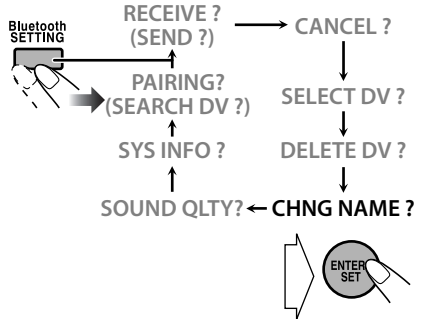 Bluetooth
SETTING
RECEIVE ?
(SEND ?)
CANCEL ?
PAIRING?
(SEARCH DV ?)
SELECT DV ?
SYS INFO ?
DELETE DV ?
SOUND QLTY?
CHNG NAME ?
ENTER
SET